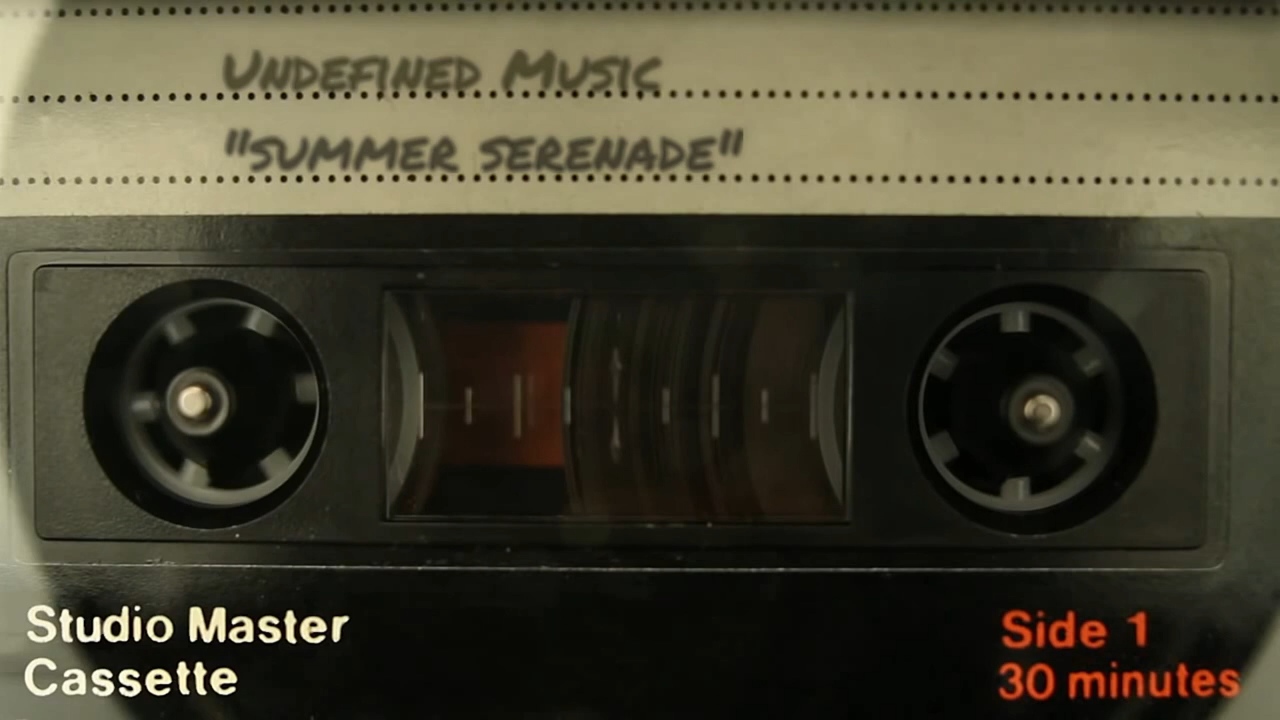 UNDEFINED MUSIC
"SUMMER SERENADE"
Studio Master
Cassette
Side 1
30 minutes